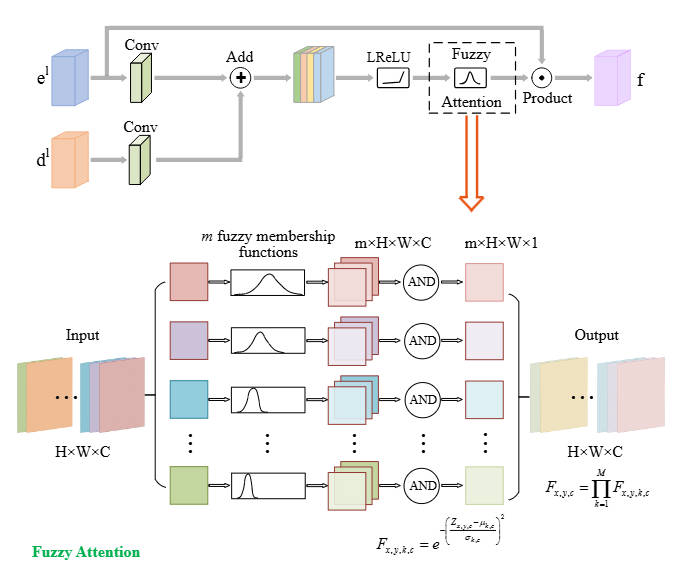 Conv
Add
LReLU
Fuzzy
e^l
Attention
Product
f
Conv
d^l
m fuzzy membership
functions
m×H×W×C
m×H×W×1
AND
Input
AND
Output
AND
H×W×C
H×W×C
AND
F_{x,y,c} = \prod_{k=1}^{M} F_{x,y,k,c}
F_{x,y,k,c} = e^{-\left(\frac{Z_{x,y,c}-\mu_{k,c}}{\sigma_{k,c}}\right)^2}
Fuzzy Attention